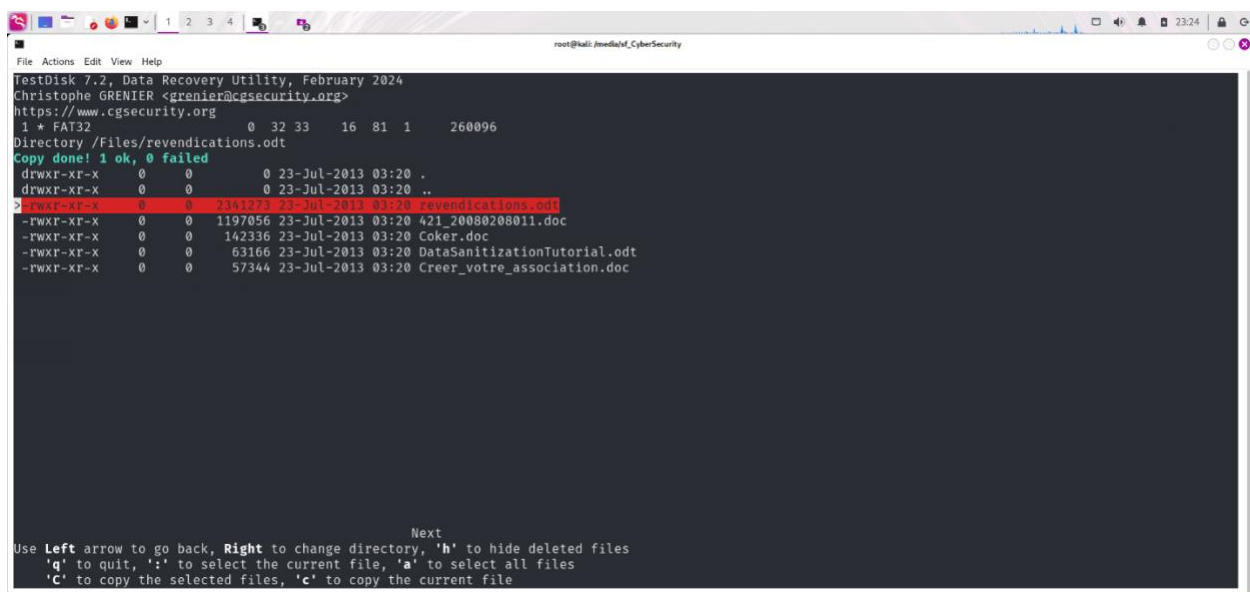 1 2 3 4 23:24
root@kali: /media/sf_CyberSecurity
File Actions Edit View Help
TestDisk 7.2, Data Recovery Utility, February 2024
Christophe GRENIER <grenier@cgsecurity.org>
https://www.cgsecurity.org
1 * FAT32 0 32 33 16 81 1 260096
Directory /Files/revendications.odt
Copy done! 1 ok, 0 failed
drwxr-xr-x 0 0 0 23-Jul-2013 03:20 .
drwxr-xr-x 0 0 0 23-Jul-2013 03:20 ..
>-rwxr-xr-x 0 0 2341273 23-Jul-2013 03:20 revendications.odt
-rwxr-xr-x 0 0 1197056 23-Jul-2013 03:20 421_20080208011.doc
-rwxr-xr-x 0 0 142336 23-Jul-2013 03:20 Coker.doc
-rwxr-xr-x 0 0 63166 23-Jul-2013 03:20 DataSanitizationTutorial.odt
-rwxr-xr-x 0 0 57344 23-Jul-2013 03:20 Creer_votre_association.doc
Next
Use Left arrow to go back, Right to change directory, 'h' to hide deleted files
'q' to quit, ':' to select the current file, 'a' to select all files
'C' to copy the selected files, 'c' to copy the current file